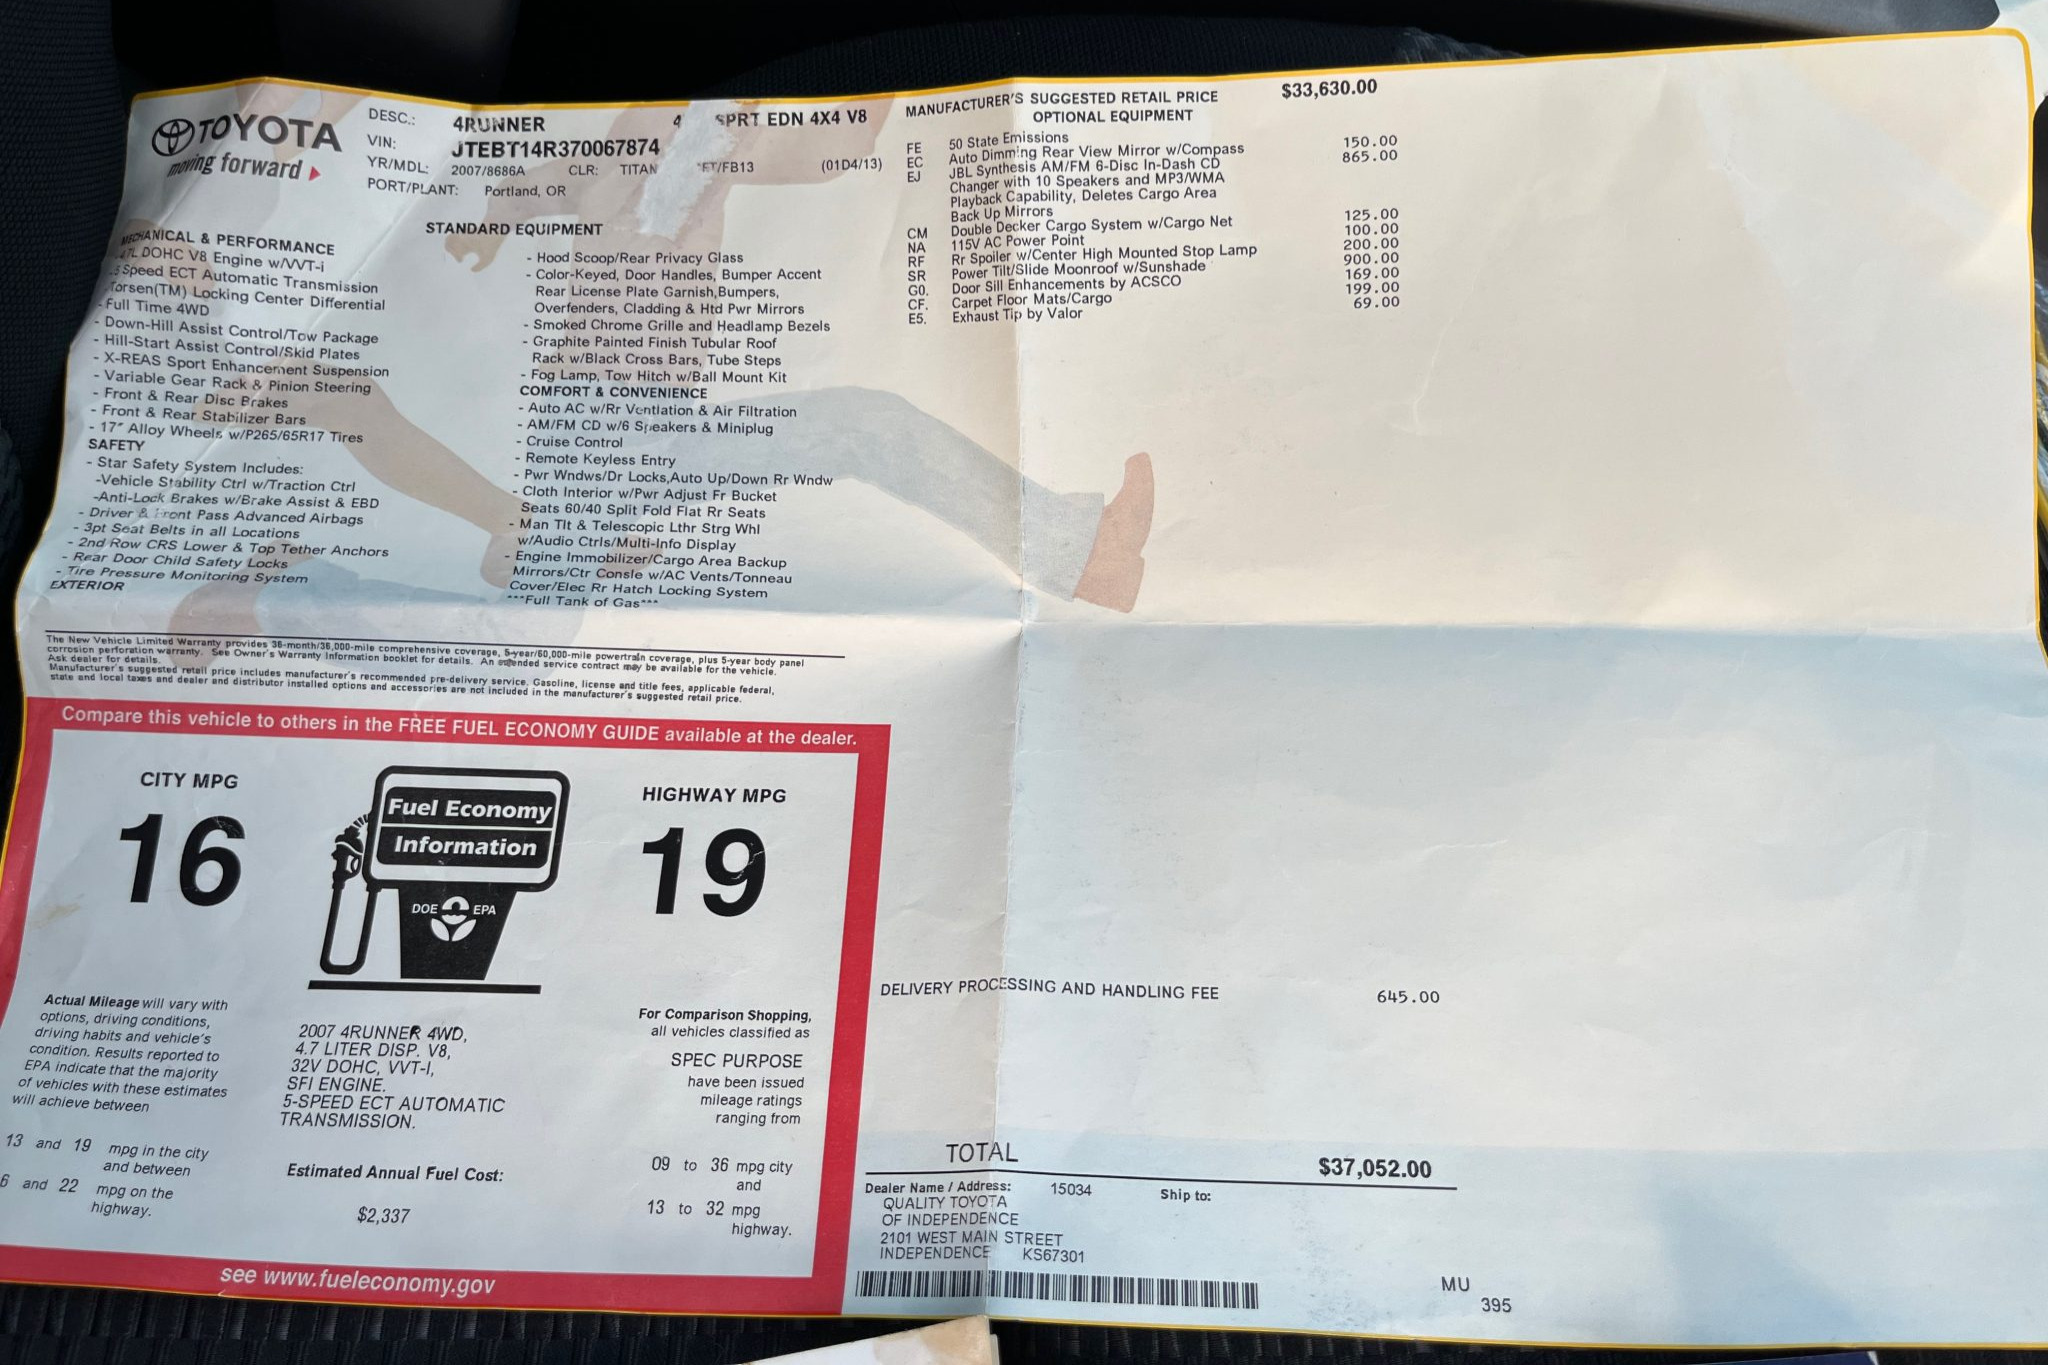 TOYOTA
moving forward
DESC.: 4RUNNER 4 SPRT EDN 4X4 V8
VIN: JTEBT14R370067874
YR/MDL: 2007/8686A CLR: TITAN FT/FB13 (01D4/13)
PORT/PLANT: Portland, OR
STANDARD EQUIPMENT
MECHANICAL & PERFORMANCE
4.7L DOHC V8 Engine w/VVT-i
5 Speed ECT Automatic Transmission
Torsen(TM) Locking Center Differential
- Full Time 4WD
- Down-Hill Assist Control/Tow Package
- Hill-Start Assist Control/Skid Plates
- X-REAS Sport Enhancement Suspension
- Variable Gear Rack & Pinion Steering
- Front & Rear Disc Brakes
- Front & Rear Stabilizer Bars
- 17" Alloy Wheels w/P265/65R17 Tires
SAFETY
- Star Safety System Includes:
-Vehicle Stability Ctrl w/Traction Ctrl
-Anti-Lock Brakes w/Brake Assist & EBD
- Driver & Front Pass Advanced Airbags
- 3pt Seat Belts in all Locations
- 2nd Row CRS Lower & Top Tether Anchors
- Rear Door Child Safety Locks
- Tire Pressure Monitoring System
EXTERIOR
- Hood Scoop/Rear Privacy Glass
- Color-Keyed, Door Handles, Bumper Accent
Rear License Plate Garnish,Bumpers,
Overfenders, Cladding & Htd Pwr Mirrors
- Smoked Chrome Grille and Headlamp Bezels
- Graphite Painted Finish Tubular Roof
Rack w/Black Cross Bars, Tube Steps
- Fog Lamp, Tow Hitch w/Ball Mount Kit
COMFORT & CONVENIENCE
- Auto AC w/Rr Ventlation & Air Filtration
- AM/FM CD w/6 Speakers & Miniplug
- Cruise Control
- Remote Keyless Entry
- Pwr Wndws/Dr Locks,Auto Up/Down Rr Wndw
- Cloth Interior w/Pwr Adjust Fr Bucket
Seats 60/40 Split Fold Flat Rr Seats
- Man Tlt & Telescopic Lthr Strg Whl
w/Audio Ctrls/Multi-Info Display
- Engine Immobilizer/Cargo Area Backup
Mirrors/Ctr Consle w/AC Vents/Tonneau
Cover/Elec Rr Hatch Locking System
***Full Tank of Gas***
MANUFACTURER'S SUGGESTED RETAIL PRICE $33,630.00
OPTIONAL EQUIPMENT
FE 50 State Emissions
EC Auto Dimming Rear View Mirror w/Compass 150.00
EJ JBL Synthesis AM/FM 6-Disc In-Dash CD 865.00
Changer with 10 Speakers and MP3/WMA
Playback Capability, Deletes Cargo Area
Back Up Mirrors
CM Double Decker Cargo System w/Cargo Net 125.00
NA 115V AC Power Point 100.00
RF Rr Spoiler w/Center High Mounted Stop Lamp 200.00
SR Power Tilt/Slide Moonroof w/Sunshade 900.00
G0. Door Sill Enhancements by ACSCO 169.00
CF. Carpet Floor Mats/Cargo 199.00
E5. Exhaust Tip by Valor 69.00
The New Vehicle Limited Warranty provides 36-month/36,000-mile comprehensive coverage, 5-year/60,000-mile powertrain coverage, plus 5-year body panel
corrosion perforation warranty. See Owner's Warranty Information booklet for details. An extended service contract may be available for the vehicle.
Ask dealer for details.
Manufacturer's suggested retail price includes manufacturer's recommended pre-delivery service. Gasoline, license and title fees, applicable federal,
state and local taxes and dealer and distributor installed options and accessories are not included in the manufacturer's suggested retail price.
Compare this vehicle to others in the FREE FUEL ECONOMY GUIDE available at the dealer.
CITY MPG
16
Fuel Economy
Information
DOE EPA
HIGHWAY MPG
19
Actual Mileage will vary with
options, driving conditions,
driving habits and vehicle's
condition. Results reported to
EPA indicate that the majority
of vehicles with these estimates
will achieve between
13 and 19 mpg in the city
and between
6 and 22 mpg on the
highway.
2007 4RUNNER 4WD,
4.7 LITER DISP. V8,
32V DOHC, VVT-I,
SFI ENGINE.
5-SPEED ECT AUTOMATIC
TRANSMISSION.
Estimated Annual Fuel Cost:
$2,337
For Comparison Shopping,
all vehicles classified as
SPEC PURPOSE
have been issued
mileage ratings
ranging from
09 to 36 mpg city
and
13 to 32 mpg
highway.
see www.fueleconomy.gov
DELIVERY PROCESSING AND HANDLING FEE 645.00
TOTAL $37,052.00
Dealer Name / Address: 15034 Ship to:
QUALITY TOYOTA
OF INDEPENDENCE
2101 WEST MAIN STREET
INDEPENDENCE KS67301
MU
395